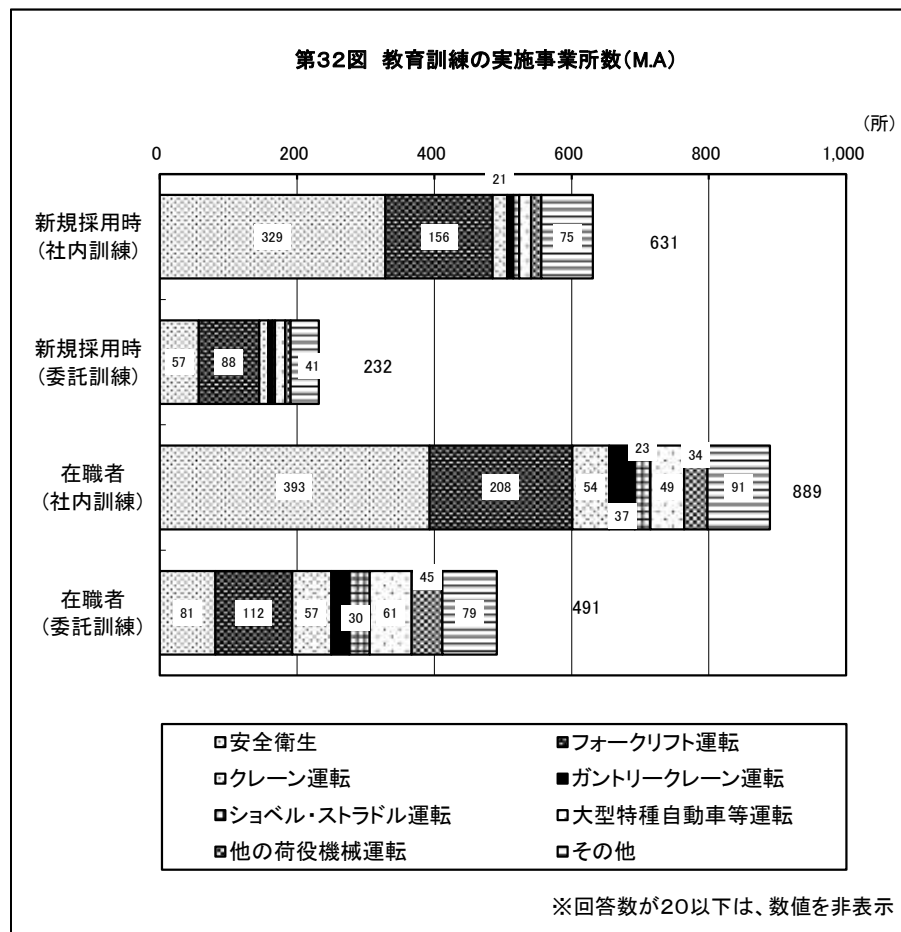 第32図 教育訓練の実施事業所数(M.A)
(所)
0 200 400 600 800 1,000
21
新規採用時
(社内訓練)
329 156 75 631
新規採用時
(委託訓練)
57 88 41 232
23 34
在職者
(社内訓練)
393 208 54 37 49 91 889
45
在職者
(委託訓練)
81 112 57 30 61 79 491
安全衛生 フォークリフト運転
クレーン運転 ガントリークレーン運転
ショベル・ストラドル運転 大型特種自動車等運転
他の荷役機械運転 その他
※回答数が20以下は、数値を非表示